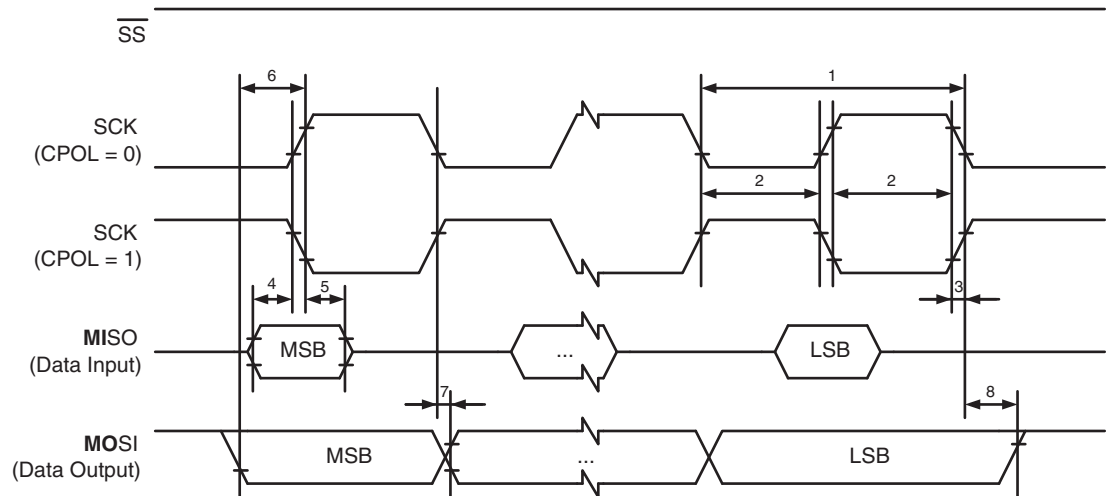 SS
6
1
SCK
(CPOL = 0)
2
2
SCK
(CPOL = 1)
4
5
3
MISO
(Data Input)
MSB
...
LSB
7
8
MOSI
(Data Output)
MSB
...
LSB